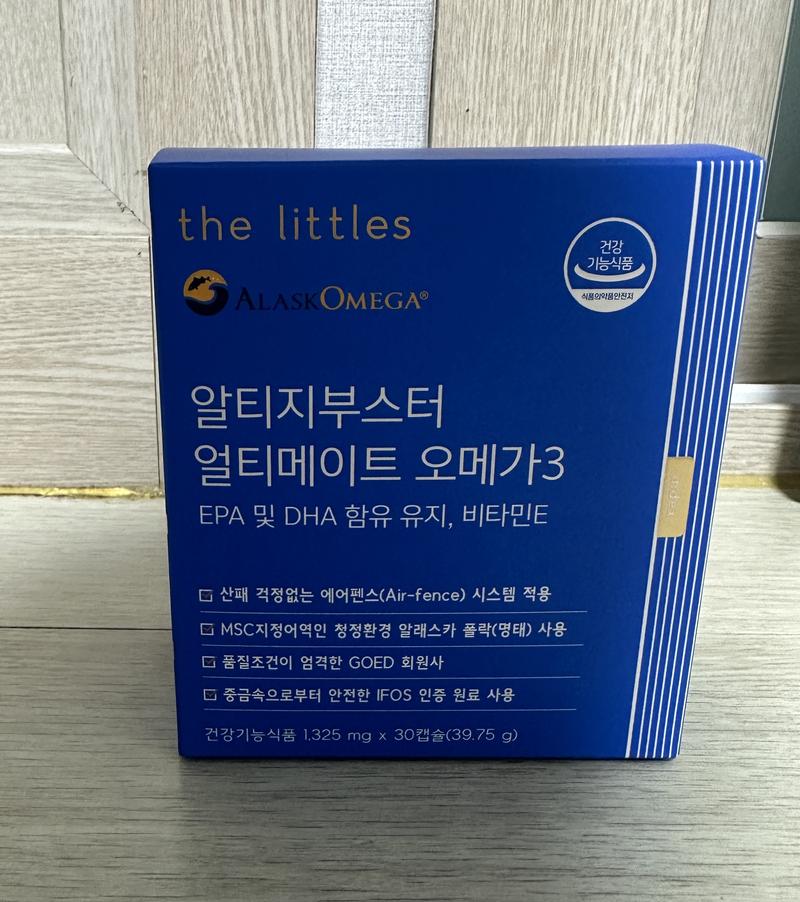 the littles
ALASKOMEGA®
건강
기능식품
식품의약품안전처
알티지부스터
얼티메이트 오메가3
EPA 및 DHA 함유 유지, 비타민E
산패 걱정없는 에어펜스(Air-fence) 시스템 적용
MSC지정어역인 청정환경 알래스카 폴락(명태) 사용
품질조건이 엄격한 GOED 회원사
중금속으로부터 안전한 IFOS 인증 원료 사용
건강기능식품 1,325 mg x 30캡슐(39.75 g)